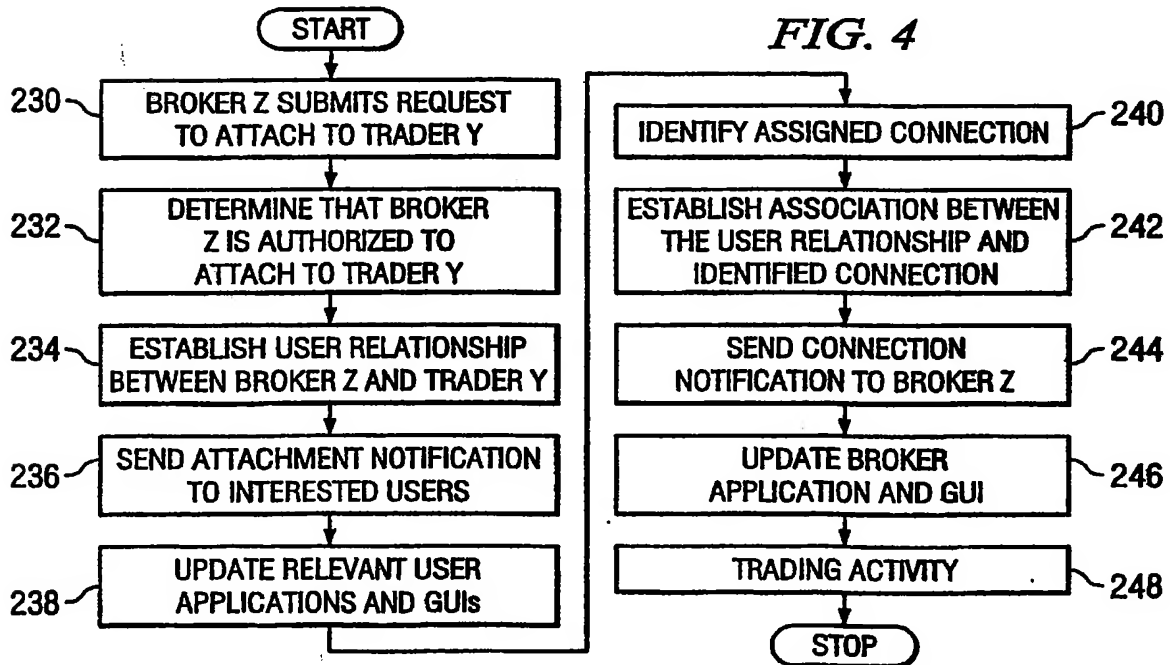 FIG. 4
START
230
BROKER Z SUBMITS REQUEST
TO ATTACH TO TRADER Y
232
DETERMINE THAT BROKER
Z IS AUTHORIZED TO
ATTACH TO TRADER Y
234
ESTABLISH USER RELATIONSHIP
BETWEEN BROKER Z AND TRADER Y
236
SEND ATTACHMENT NOTIFICATION
TO INTERESTED USERS
238
UPDATE RELEVANT USER
APPLICATIONS AND GUIs
240
IDENTIFY ASSIGNED CONNECTION
242
ESTABLISH ASSOCIATION BETWEEN
THE USER RELATIONSHIP AND
IDENTIFIED CONNECTION
244
SEND CONNECTION
NOTIFICATION TO BROKER Z
246
UPDATE BROKER
APPLICATION AND GUI
248
TRADING ACTIVITY
STOP